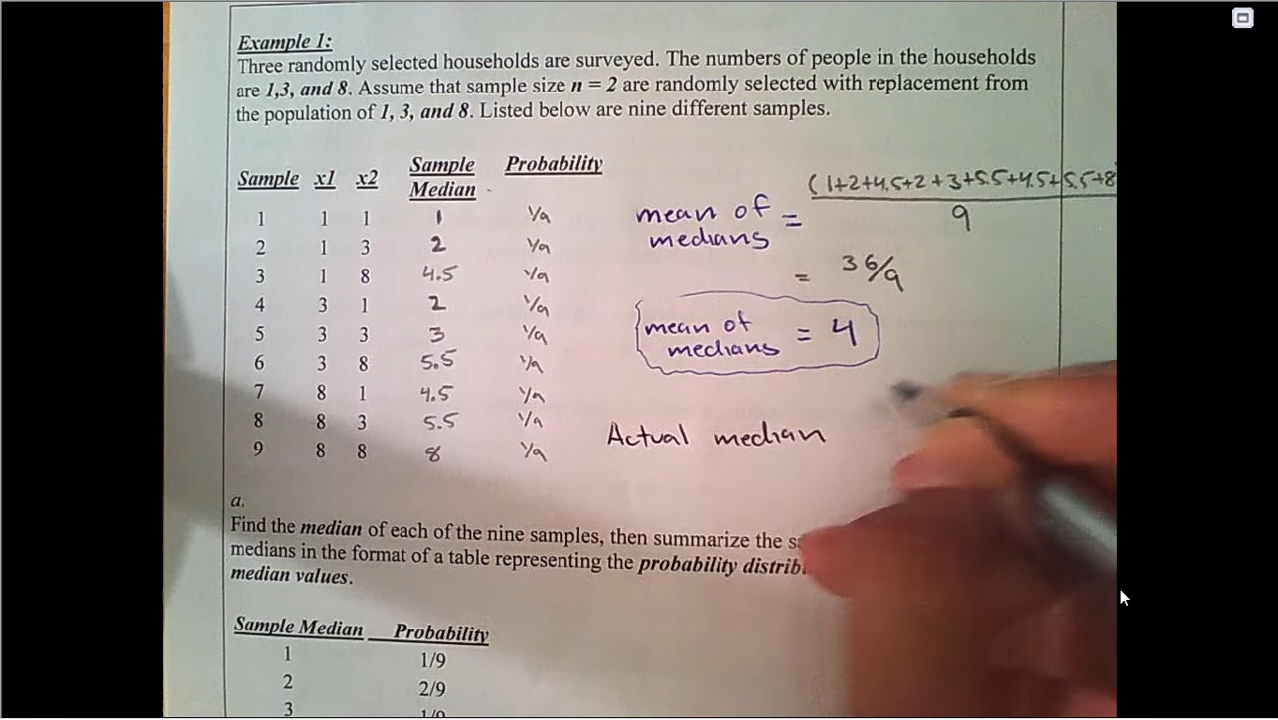 Example 1:
Three randomly selected households are surveyed. The numbers of people in the households
are 1,3, and 8. Assume that sample size n = 2 are randomly selected with replacement from
the population of 1, 3, and 8. Listed below are nine different samples.
Sample x1 x2 Sample Median Probability
1 1 1 1 1/9
2 1 3 2 1/9
3 1 8 4.5 1/9
4 3 1 2 1/9
5 3 3 3 1/9
6 3 8 5.5 1/9
7 8 1 4.5 1/9
8 8 3 5.5 1/9
9 8 8 8 1/9
mean of medians = (1+2+4.5+2+3+5.5+4.5+5.5+8
9
= 36/9
mean of medians = 4
Actual median
a.
Find the median of each of the nine samples, then summarize the
medians in the format of a table representing the probability
median values.
Sample Median Probability
1 1/9
2 2/9
3 1/9